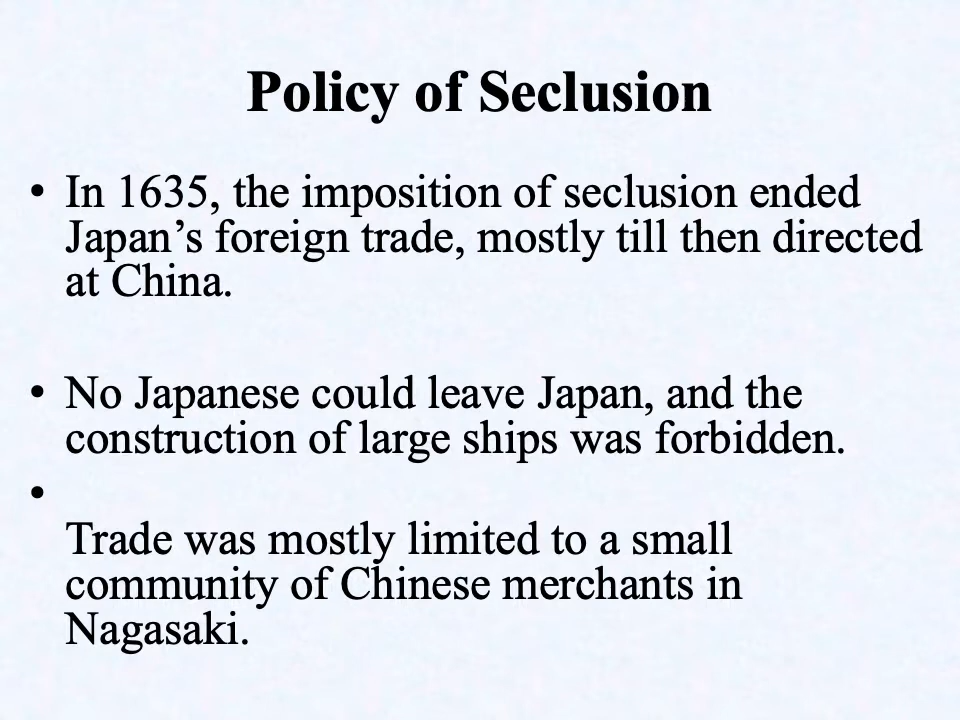 Policy of Seclusion
• In 1635, the imposition of seclusion ended
Japan’s foreign trade, mostly till then directed
at China.
• No Japanese could leave Japan, and the
construction of large ships was forbidden.
•
Trade was mostly limited to a small
community of Chinese merchants in
Nagasaki.